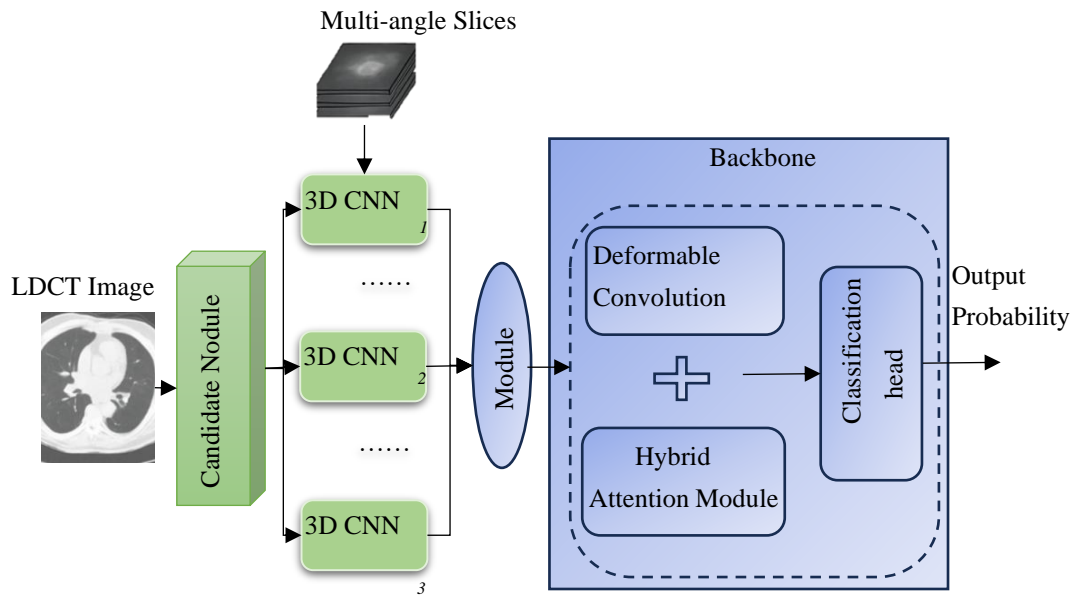 Multi-angle Slices
LDCT Image
Candidate Nodule
3D CNN
1
……
3D CNN
2
……
3D CNN
3
Module
Backbone
Deformable
Convolution
Hybrid
Attention Module
Classification
head
Output
Probability